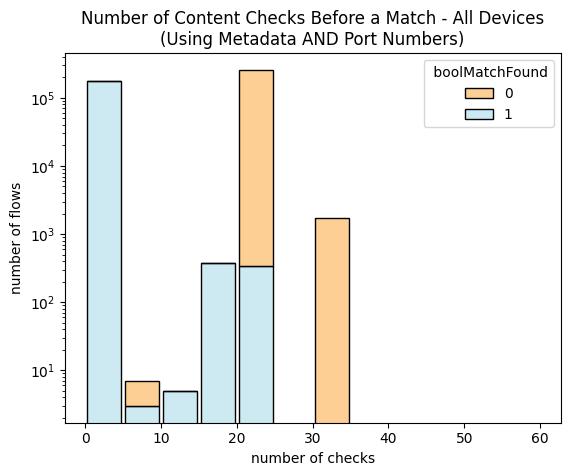 Number of Content Checks Before a Match - All Devices
(Using Metadata AND Port Numbers)
boolMatchFound
0
1
10⁵
10⁴
10³
10²
10¹
number of flows
0 10 20 30 40 50 60
number of checks